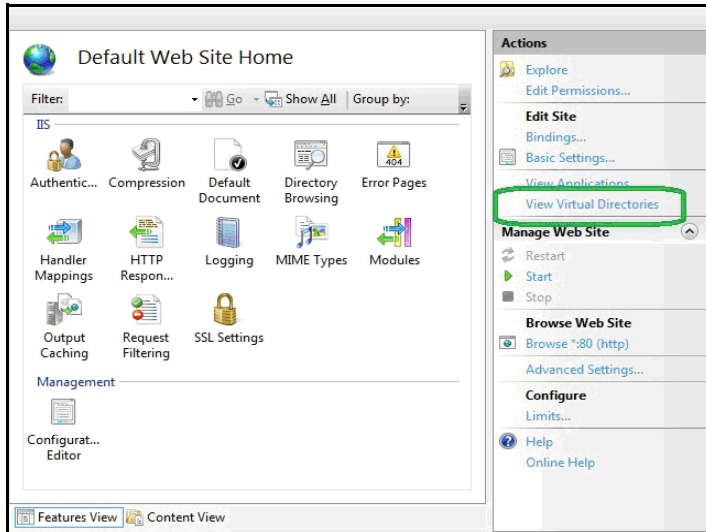 Default Web Site Home
Filter:
Go
Show All
Group by:
IIS
Authentic...
Compression
Default
Document
Directory
Browsing
Error Pages
404
Handler
Mappings
HTTP
Respon...
Logging
MIME Types
Modules
Output
Caching
Request
Filtering
SSL Settings
Management
Configurat...
Editor
Features View
Content View
Actions
Explore
Edit Permissions...
Edit Site
Bindings...
Basic Settings...
View Applications
View Virtual Directories
Manage Web Site
Restart
Start
Stop
Browse Web Site
Browse *:80 (http)
Advanced Settings...
Configure
Limits...
Help
Online Help